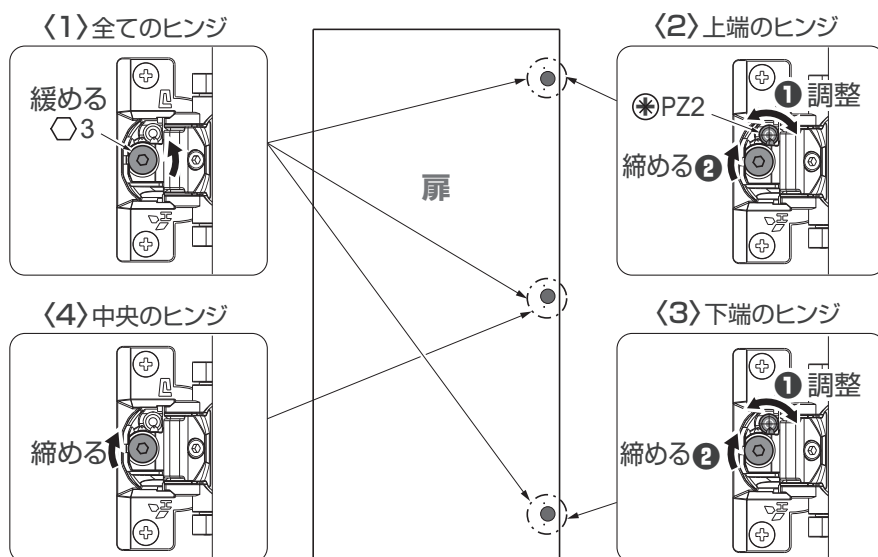 〈1〉全てのヒンジ
緩める
3
〈2〉上端のヒンジ
❶調整
PZ2
締める❷
扉
〈4〉中央のヒンジ
締める
〈3〉下端のヒンジ
❶調整
締める❷